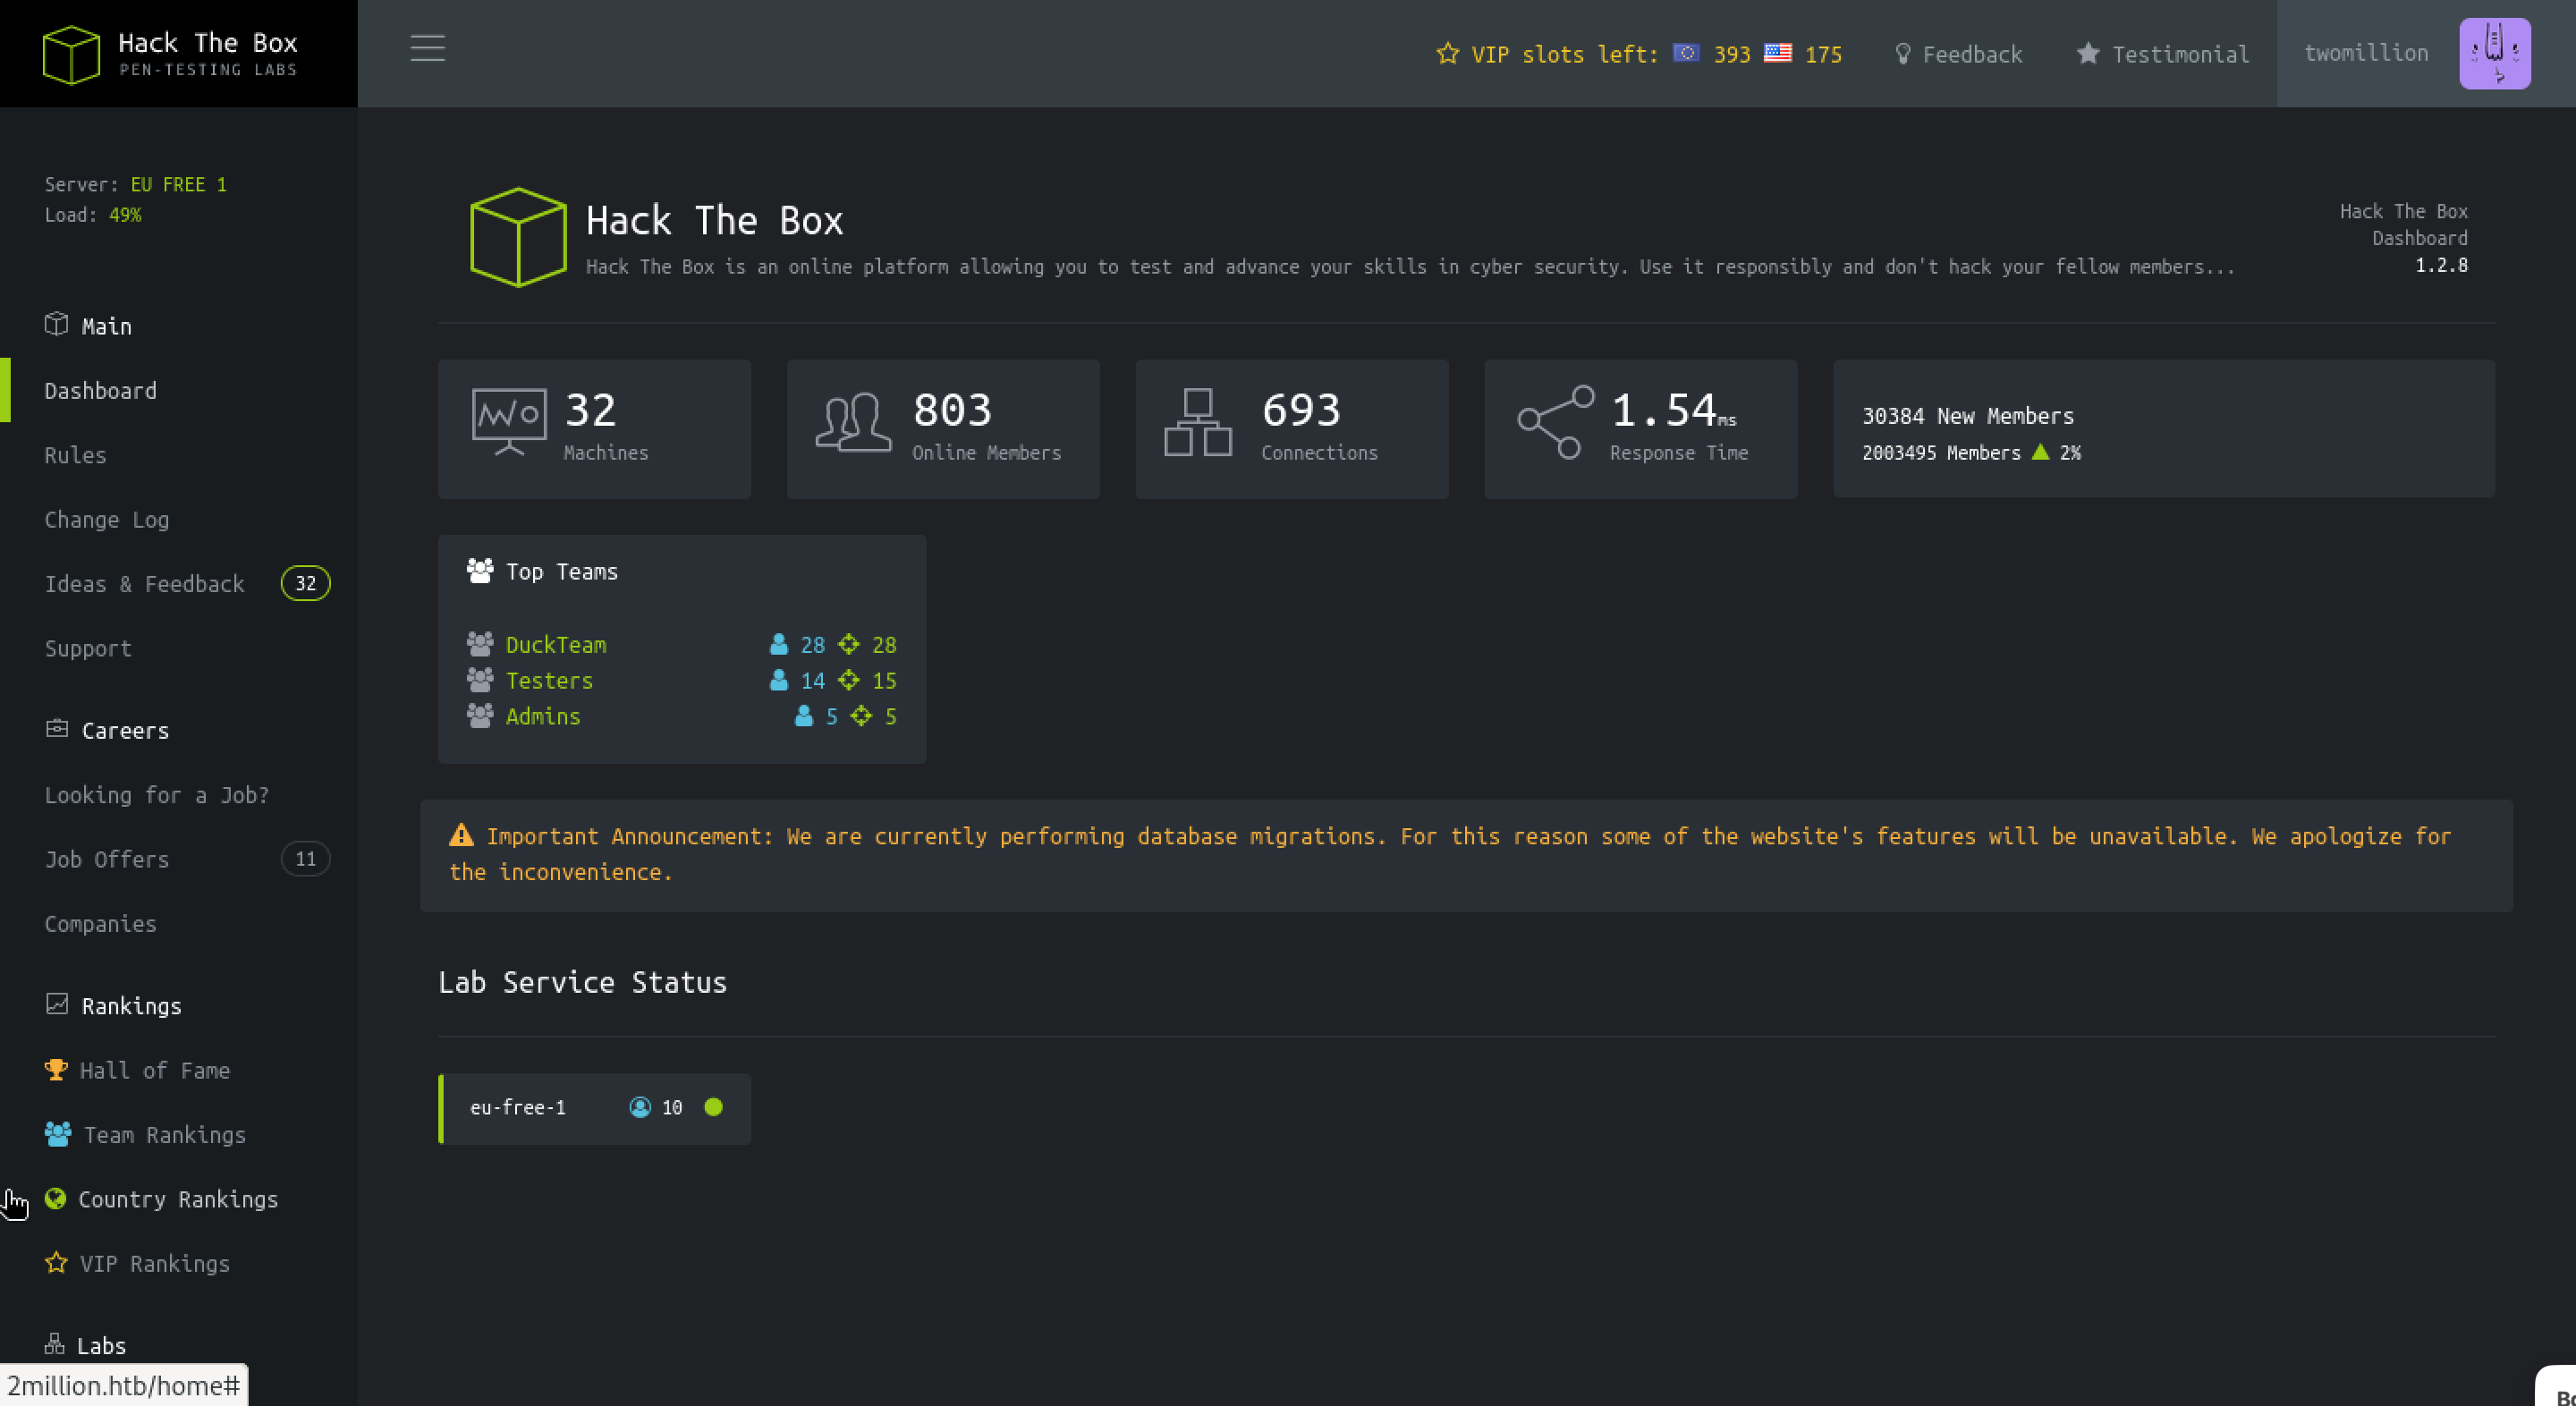 Hack The Box
PEN-TESTING LABS
VIP slots left: 393 175
Feedback
Testimonial
twomillion
Server: EU FREE 1
Load: 49%
Main
Dashboard
Rules
Change Log
Ideas & Feedback 32
Support
Careers
Looking for a Job?
Job Offers 11
Companies
Rankings
Hall of Fame
Team Rankings
Country Rankings
VIP Rankings
Labs
2million.htb/home#
Hack The Box
Hack The Box is an online platform allowing you to test and advance your skills in cyber security. Use it responsibly and don't hack your fellow members...
Hack The Box
Dashboard
1.2.8
32
Machines
803
Online Members
693
Connections
1.54ms
Response Time
30384 New Members
2003495 Members ▲ 2%
Top Teams
DuckTeam 28 28
Testers 14 15
Admins 5 5
Important Announcement: We are currently performing database migrations. For this reason some of the website's features will be unavailable. We apologize for
the inconvenience.
Lab Service Status
eu-free-1 10